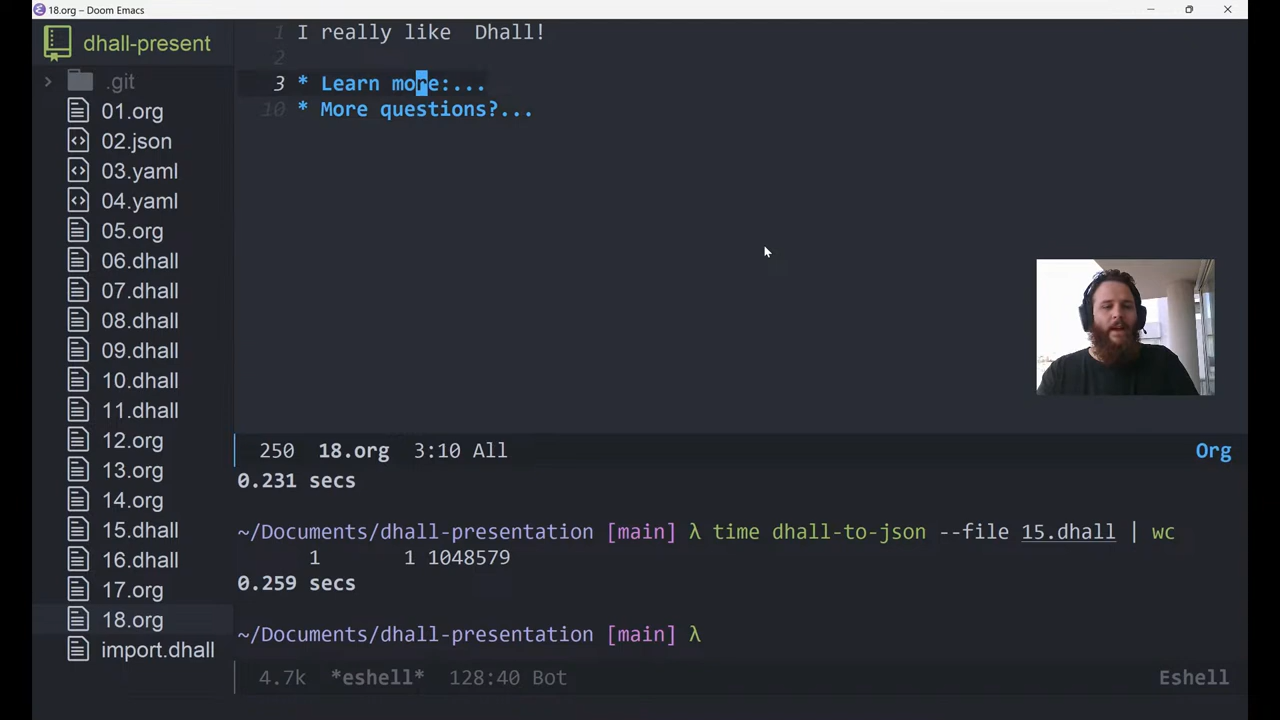 18.org – Doom Emacs
dhall-present
.git
01.org
02.json
03.yaml
04.yaml
05.org
06.dhall
07.dhall
08.dhall
09.dhall
10.dhall
11.dhall
12.org
13.org
14.org
15.dhall
16.dhall
17.org
18.org
import.dhall
1 I really like  Dhall!
2
3 * Learn more:...
10 * More questions?...
250 18.org 3:10 All Org
0.231 secs
~/Documents/dhall-presentation [main] λ time dhall-to-json --file 15.dhall | wc
1 1 1048579
0.259 secs
~/Documents/dhall-presentation [main] λ
4.7k *eshell* 128:40 Bot Eshell